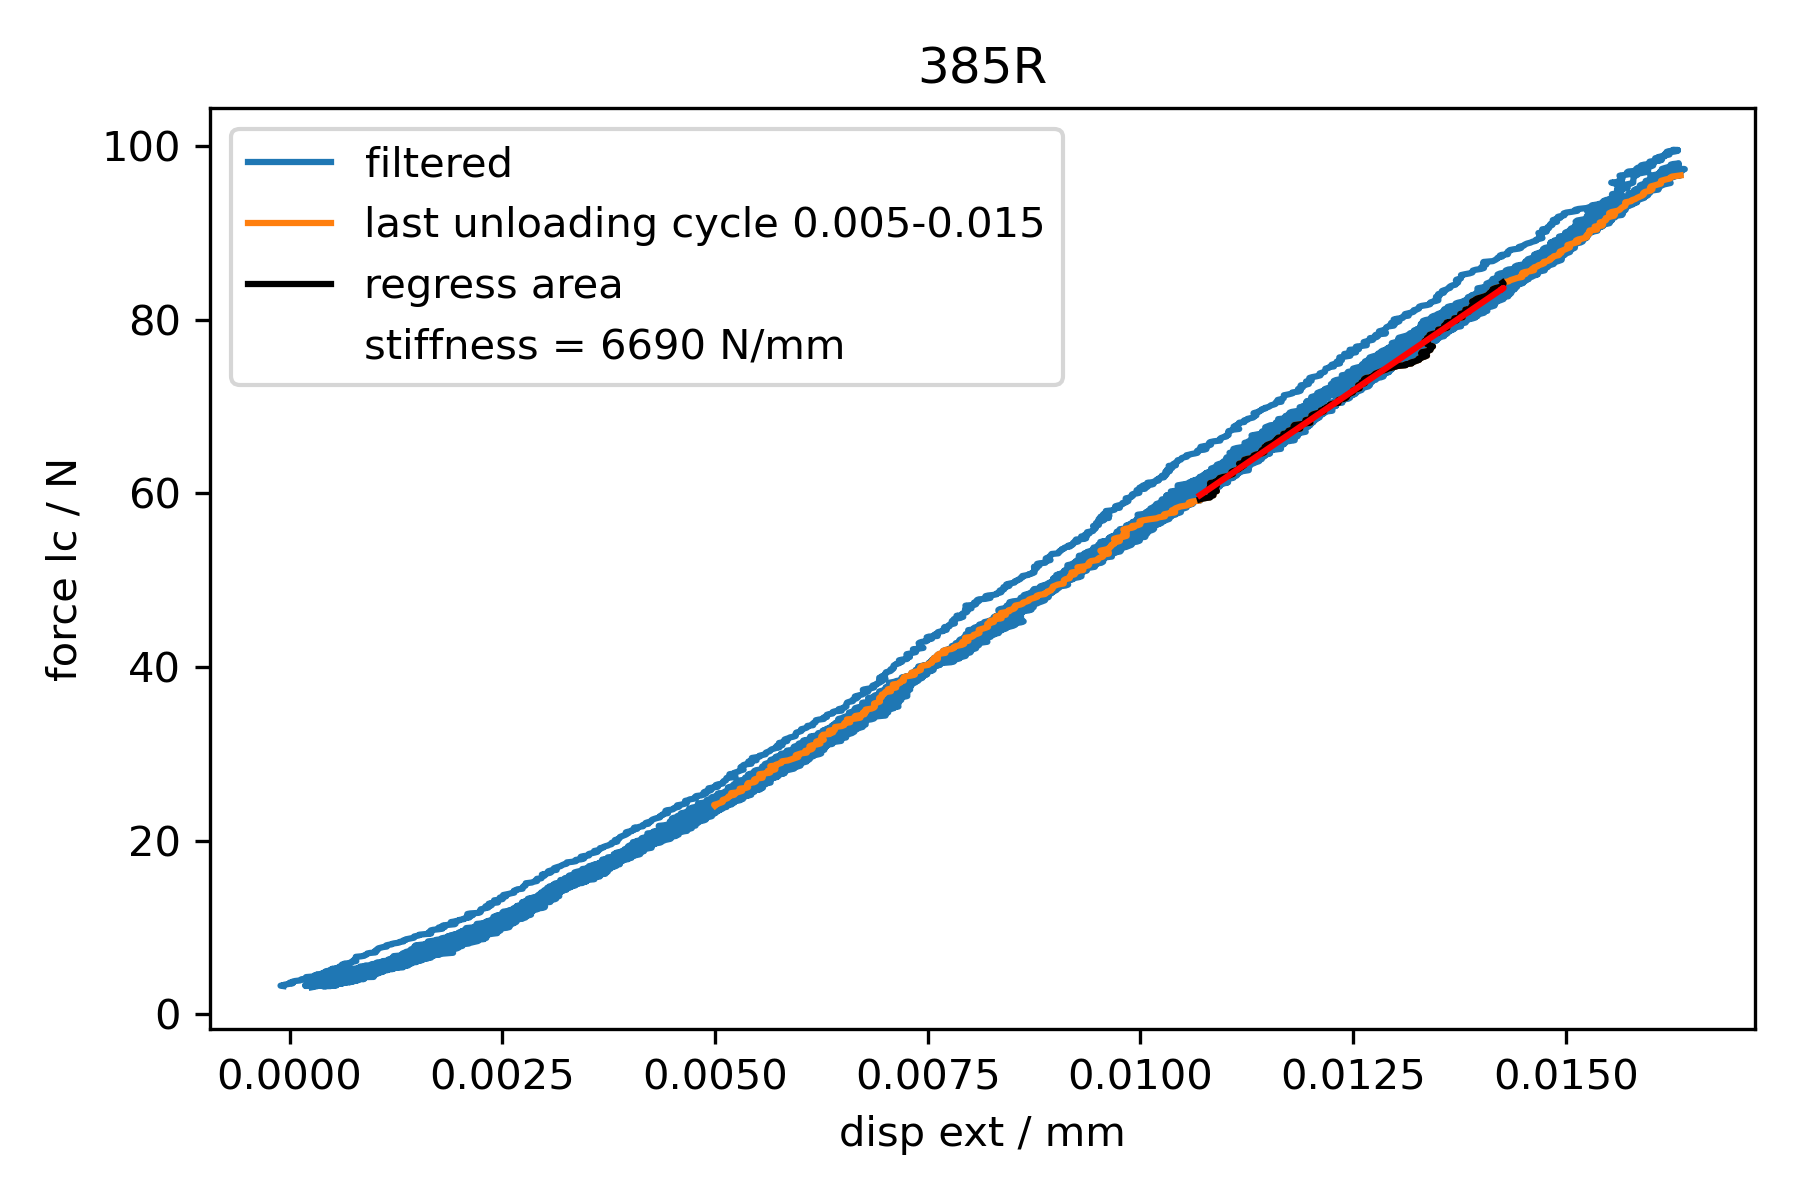 385R
100
80
60
40
20
0
force lc / N
filtered
last unloading cycle 0.005-0.015
regress area
stiffness = 6690 N/mm
0.0000 0.0025 0.0050 0.0075 0.0100 0.0125 0.0150
disp ext / mm